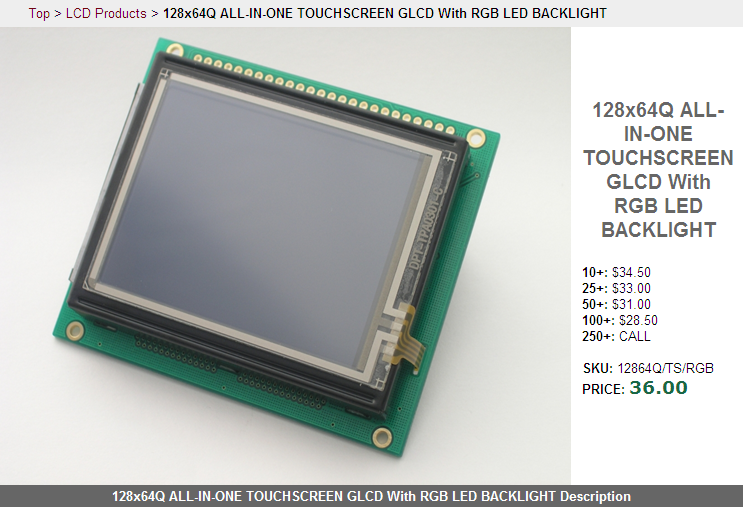 Top > LCD Products > 128x64Q ALL-IN-ONE TOUCHSCREEN GLCD With RGB LED BACKLIGHT
128x64Q ALL-
IN-ONE
TOUCHSCREEN
GLCD With
RGB LED
BACKLIGHT
DPT-TPA0301-C
10+: $34.50
25+: $33.00
50+: $31.00
100+: $28.50
250+: CALL
SKU: 12864Q/TS/RGB
PRICE: 36.00
128x64Q ALL-IN-ONE TOUCHSCREEN GLCD With RGB LED BACKLIGHT Description